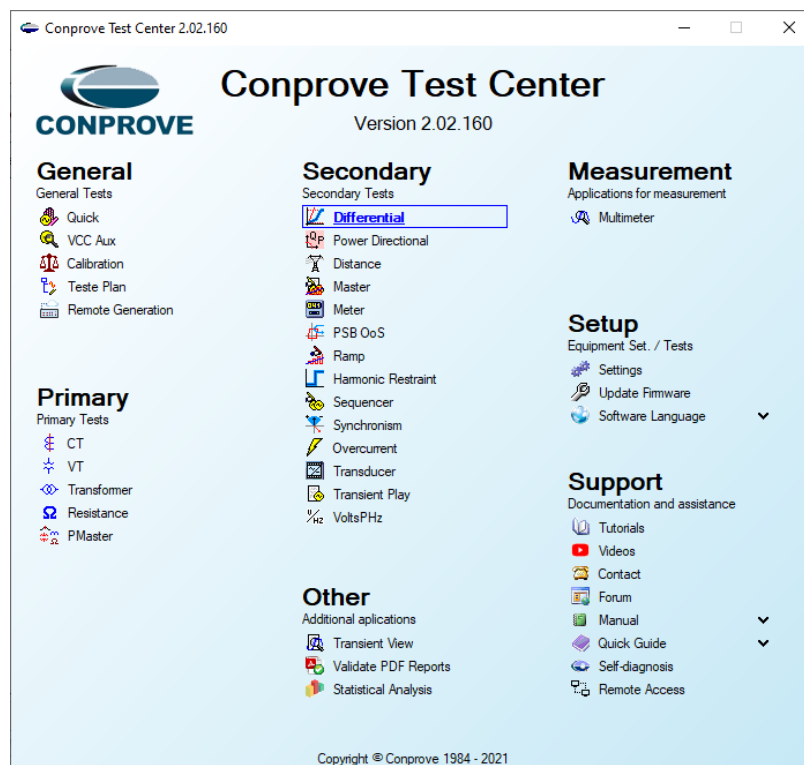 Conprove Test Center 2.02.160
CONPROVE
Conprove Test Center
Version 2.02.160
General
General Tests
Quick
VCC Aux
Calibration
Teste Plan
Remote Generation
Primary
Primary Tests
CT
VT
Transformer
Resistance
PMaster
Secondary
Secondary Tests
Differential
Power Directional
Distance
Master
Meter
PSB OoS
Ramp
Harmonic Restraint
Sequencer
Synchronism
Overcurrent
Transducer
Transient Play
VoltsPHz
Other
Additional aplications
Transient View
Validate PDF Reports
Statistical Analysis
Measurement
Applications for measurement
Multimeter
Setup
Equipment Set. / Tests
Settings
Update Firmware
Software Language
Support
Documentation and assistance
Tutorials
Videos
Contact
Forum
Manual
Quick Guide
Self-diagnosis
Remote Access
Copyright © Conprove 1984 - 2021